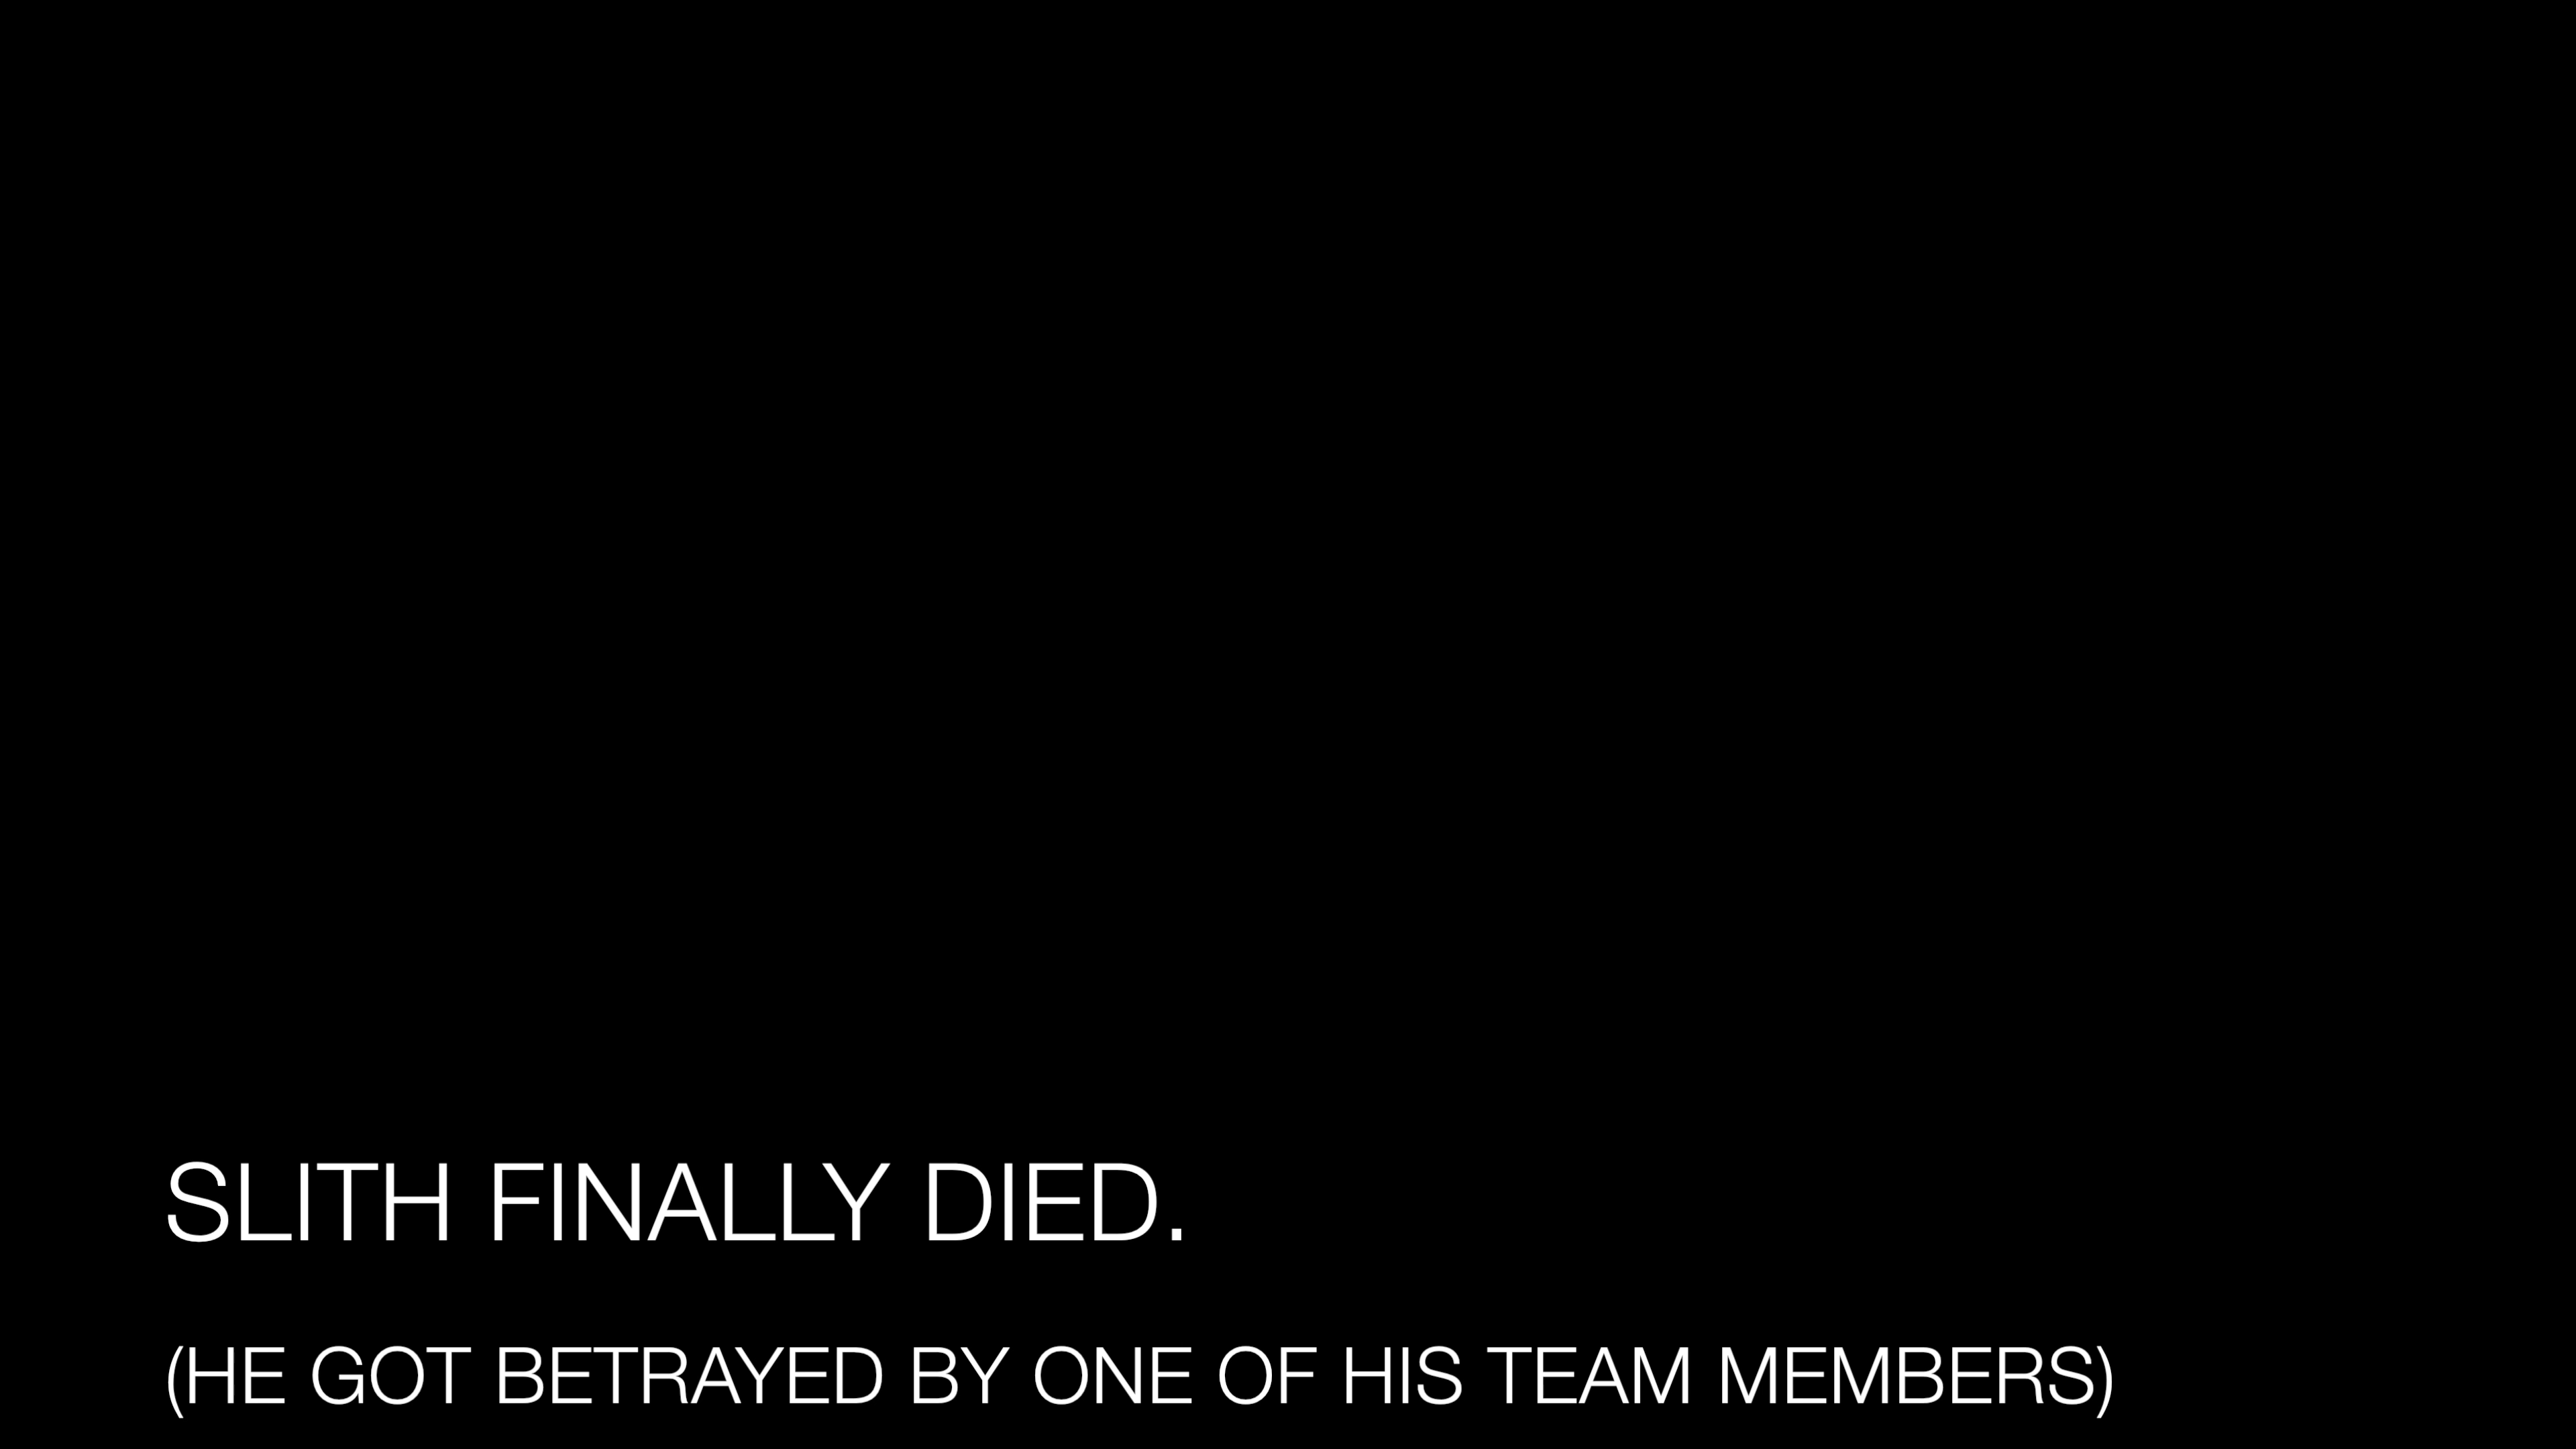 SLITH FINALLY DIED.
(HE GOT BETRAYED BY ONE OF HIS TEAM MEMBERS)